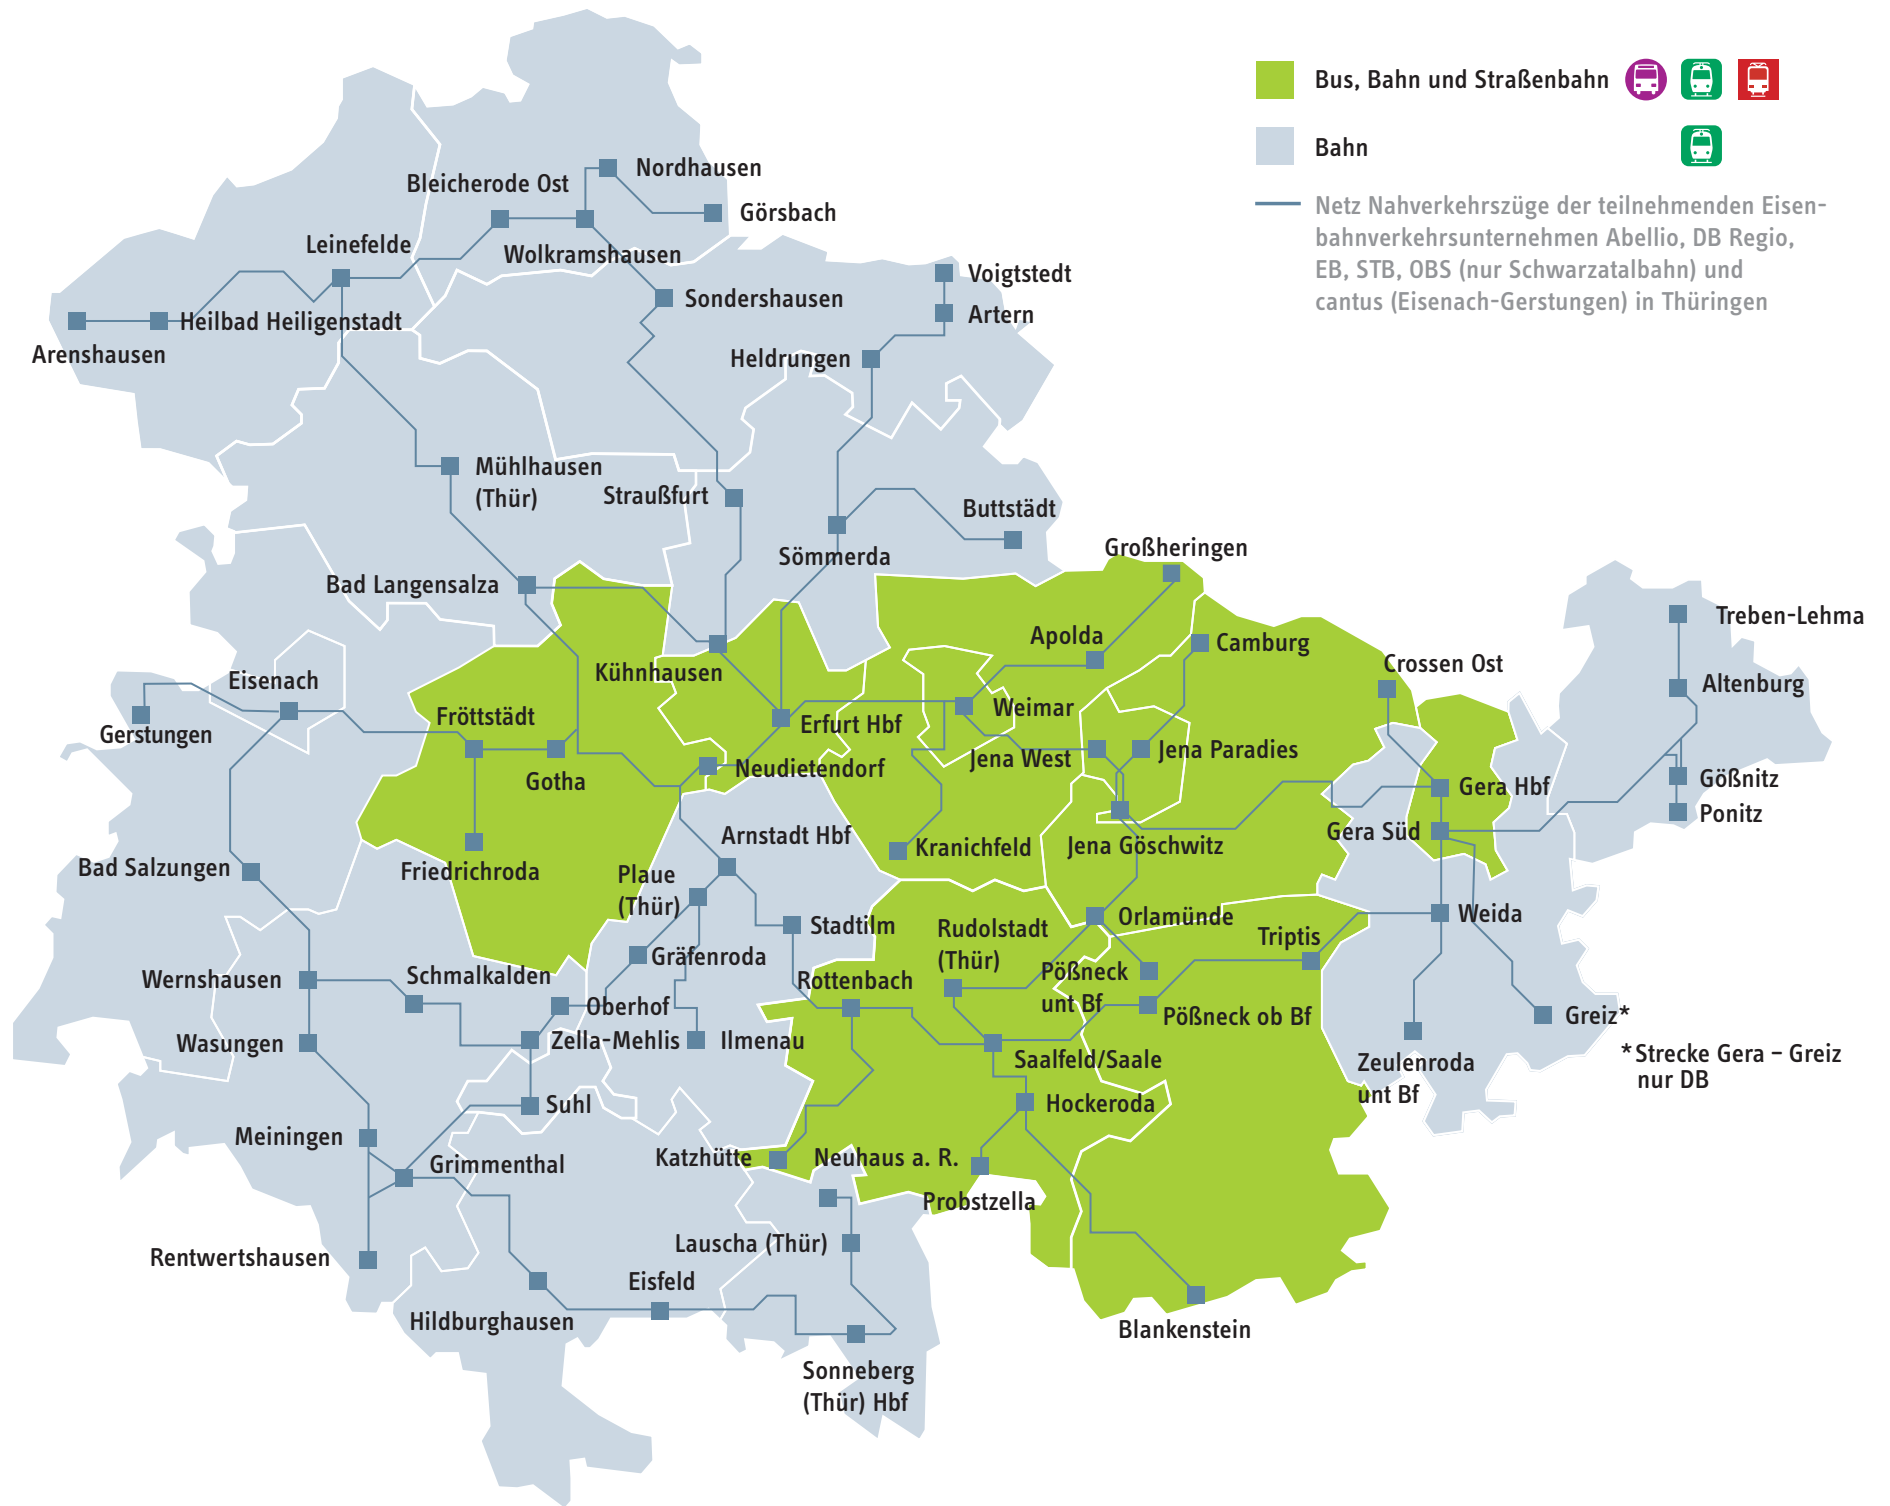 Bus, Bahn und Straßenbahn
Bahn
Netz Nahverkehrszüge der teilnehmenden Eisen-
bahnverkehrsunternehmen Abellio, DB Regio,
EB, STB, OBS (nur Schwarzatalbahn) und
cantus (Eisenach-Gerstungen) in Thüringen
Nordhausen
Bleicherode Ost
Görsbach
Leinefelde
Wolkramshausen
Voigtstedt
Sondershausen
Artern
Heilbad Heiligenstadt
Arenshausen
Heldrungen
Mühlhausen
(Thür)
Straußfurt
Buttstädt
Sömmerda
Großheringen
Bad Langensalza
Treben-Lehma
Apolda
Camburg
Kühnhausen
Crossen Ost
Eisenach
Altenburg
Gerstungen
Fröttstädt
Erfurt Hbf
Weimar
Jena West
Jena Paradies
Neudietendorf
Gotha
Gößnitz
Gera Hbf
Ponitz
Arnstadt Hbf
Gera Süd
Kranichfeld
Jena Göschwitz
Bad Salzungen
Friedrichroda
Plaue
(Thür)
Stadtilm
Orlamünde
Weida
Rudolstadt
(Thür)
Triptis
Gräfenroda
Wernshausen
Schmalkalden
Rottenbach
Pößneck
unt Bf
Oberhof
Pößneck ob Bf
Greiz*
Wasungen
Zella-Mehlis
Ilmenau
Saalfeld/Saale
Zeulenroda
unt Bf
*Strecke Gera – Greiz
nur DB
Suhl
Hockeroda
Meiningen
Grimmenthal
Katzhütte
Neuhaus a. R.
Probstzella
Rentwertshausen
Lauscha (Thür)
Eisfeld
Hildburghausen
Blankenstein
Sonneberg
(Thür) Hbf